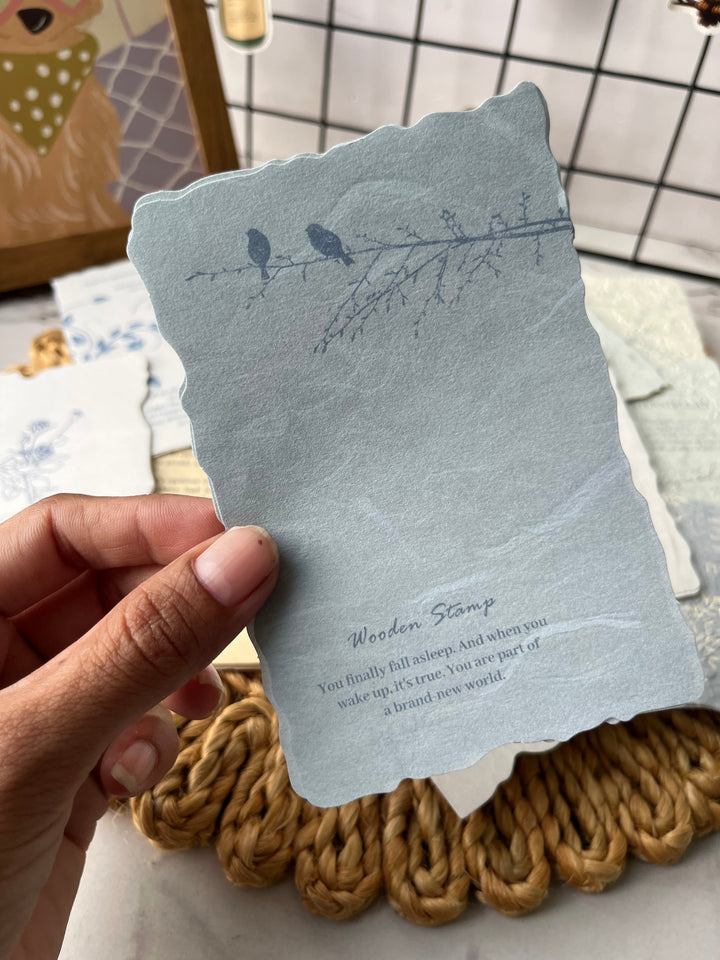 Wooden Stamp
You finally fall asleep. And when you
wake up, it's true. You are part of
a brand-new world.